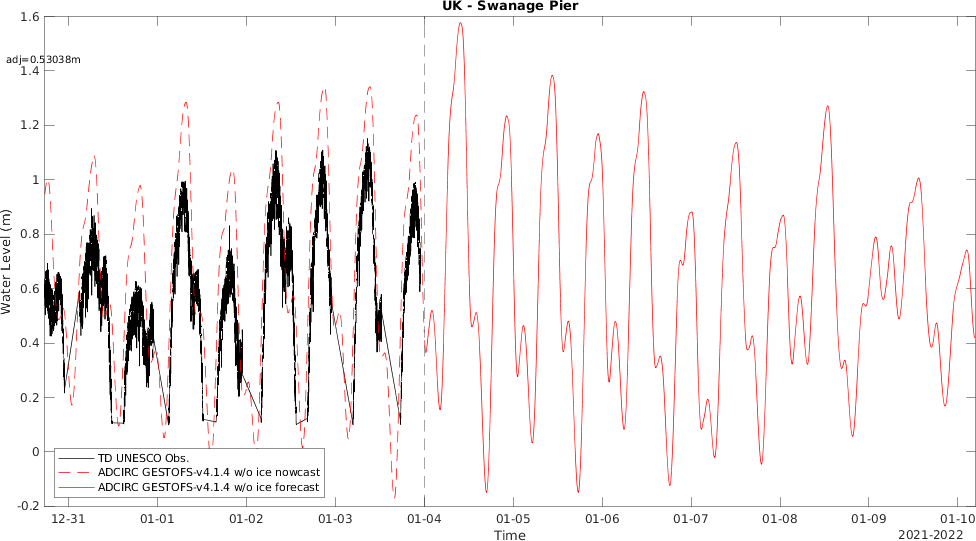 UK - Swanage Pier
adj=0.53038m
1.6
1.4
1.2
1
0.8
0.6
0.4
0.2
0
-0.2
Water Level (m)
TD UNESCO Obs.
ADCIRC GESTOFS-v4.1.4 w/o ice nowcast
ADCIRC GESTOFS-v4.1.4 w/o ice forecast
12-31 01-01 01-02 01-03 01-04 01-05 01-06 01-07 01-08 01-09 01-10
Time
2021-2022